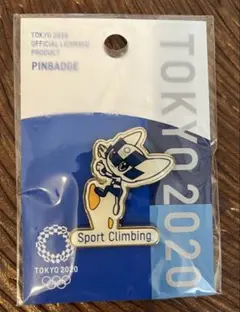 TOKYO 2020
OFFICIAL LICENSED
PRODUCT
PINBADGE
TOKYO 2020
Sport Climbing
TOKYO 2020